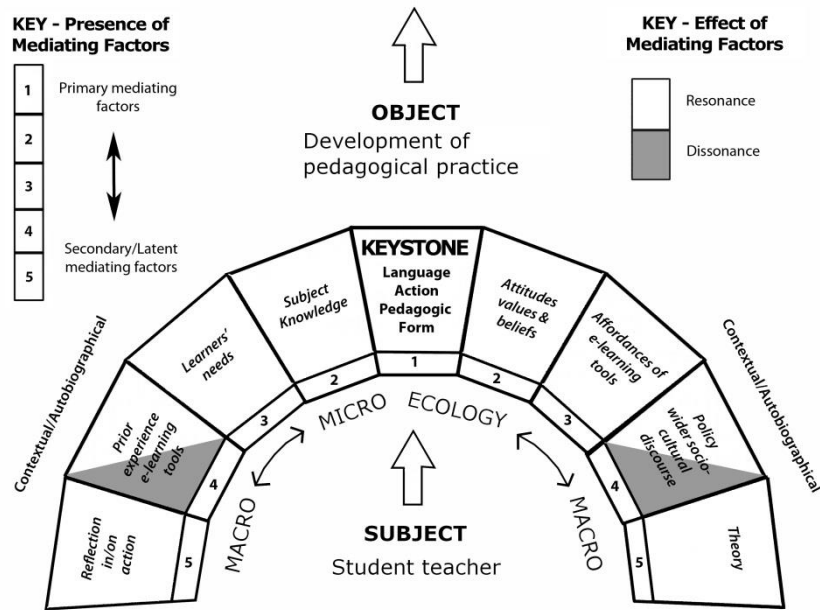 KEY - Presence of
Mediating Factors
1
2
3
4
5
Primary mediating
factors
Secondary/Latent
mediating factors
OBJECT
Development of
pedagogical practice
KEY - Effect of
Mediating Factors
Resonance
Dissonance
Contextual/Autobiographical
Reflection
in/on
action
5
Prior
experience
e-learning
tools
4
Learners'
needs
3
Subject
Knowledge
2
KEYSTONE
Language
Action
Pedagogic
Form
1
Attitudes
values &
beliefs
2
Affordances of
e-learning
tools
3
Policy
wider socio-
cultural
discourse
4
Theory
5
Contextual/Autobiographical
MACRO
MICRO ECOLOGY
MACRO
SUBJECT
Student teacher